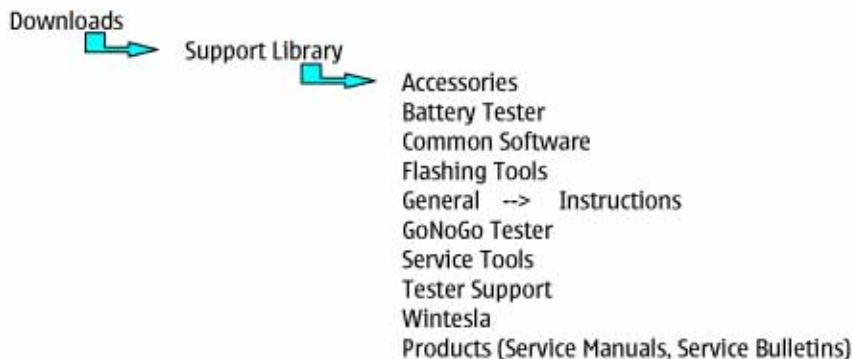 Downloads
Support Library
Accessories
Battery Tester
Common Software
Flashing Tools
General --> Instructions
GoNoGo Tester
Service Tools
Tester Support
Wintesla
Products (Service Manuals, Service Bulletins)